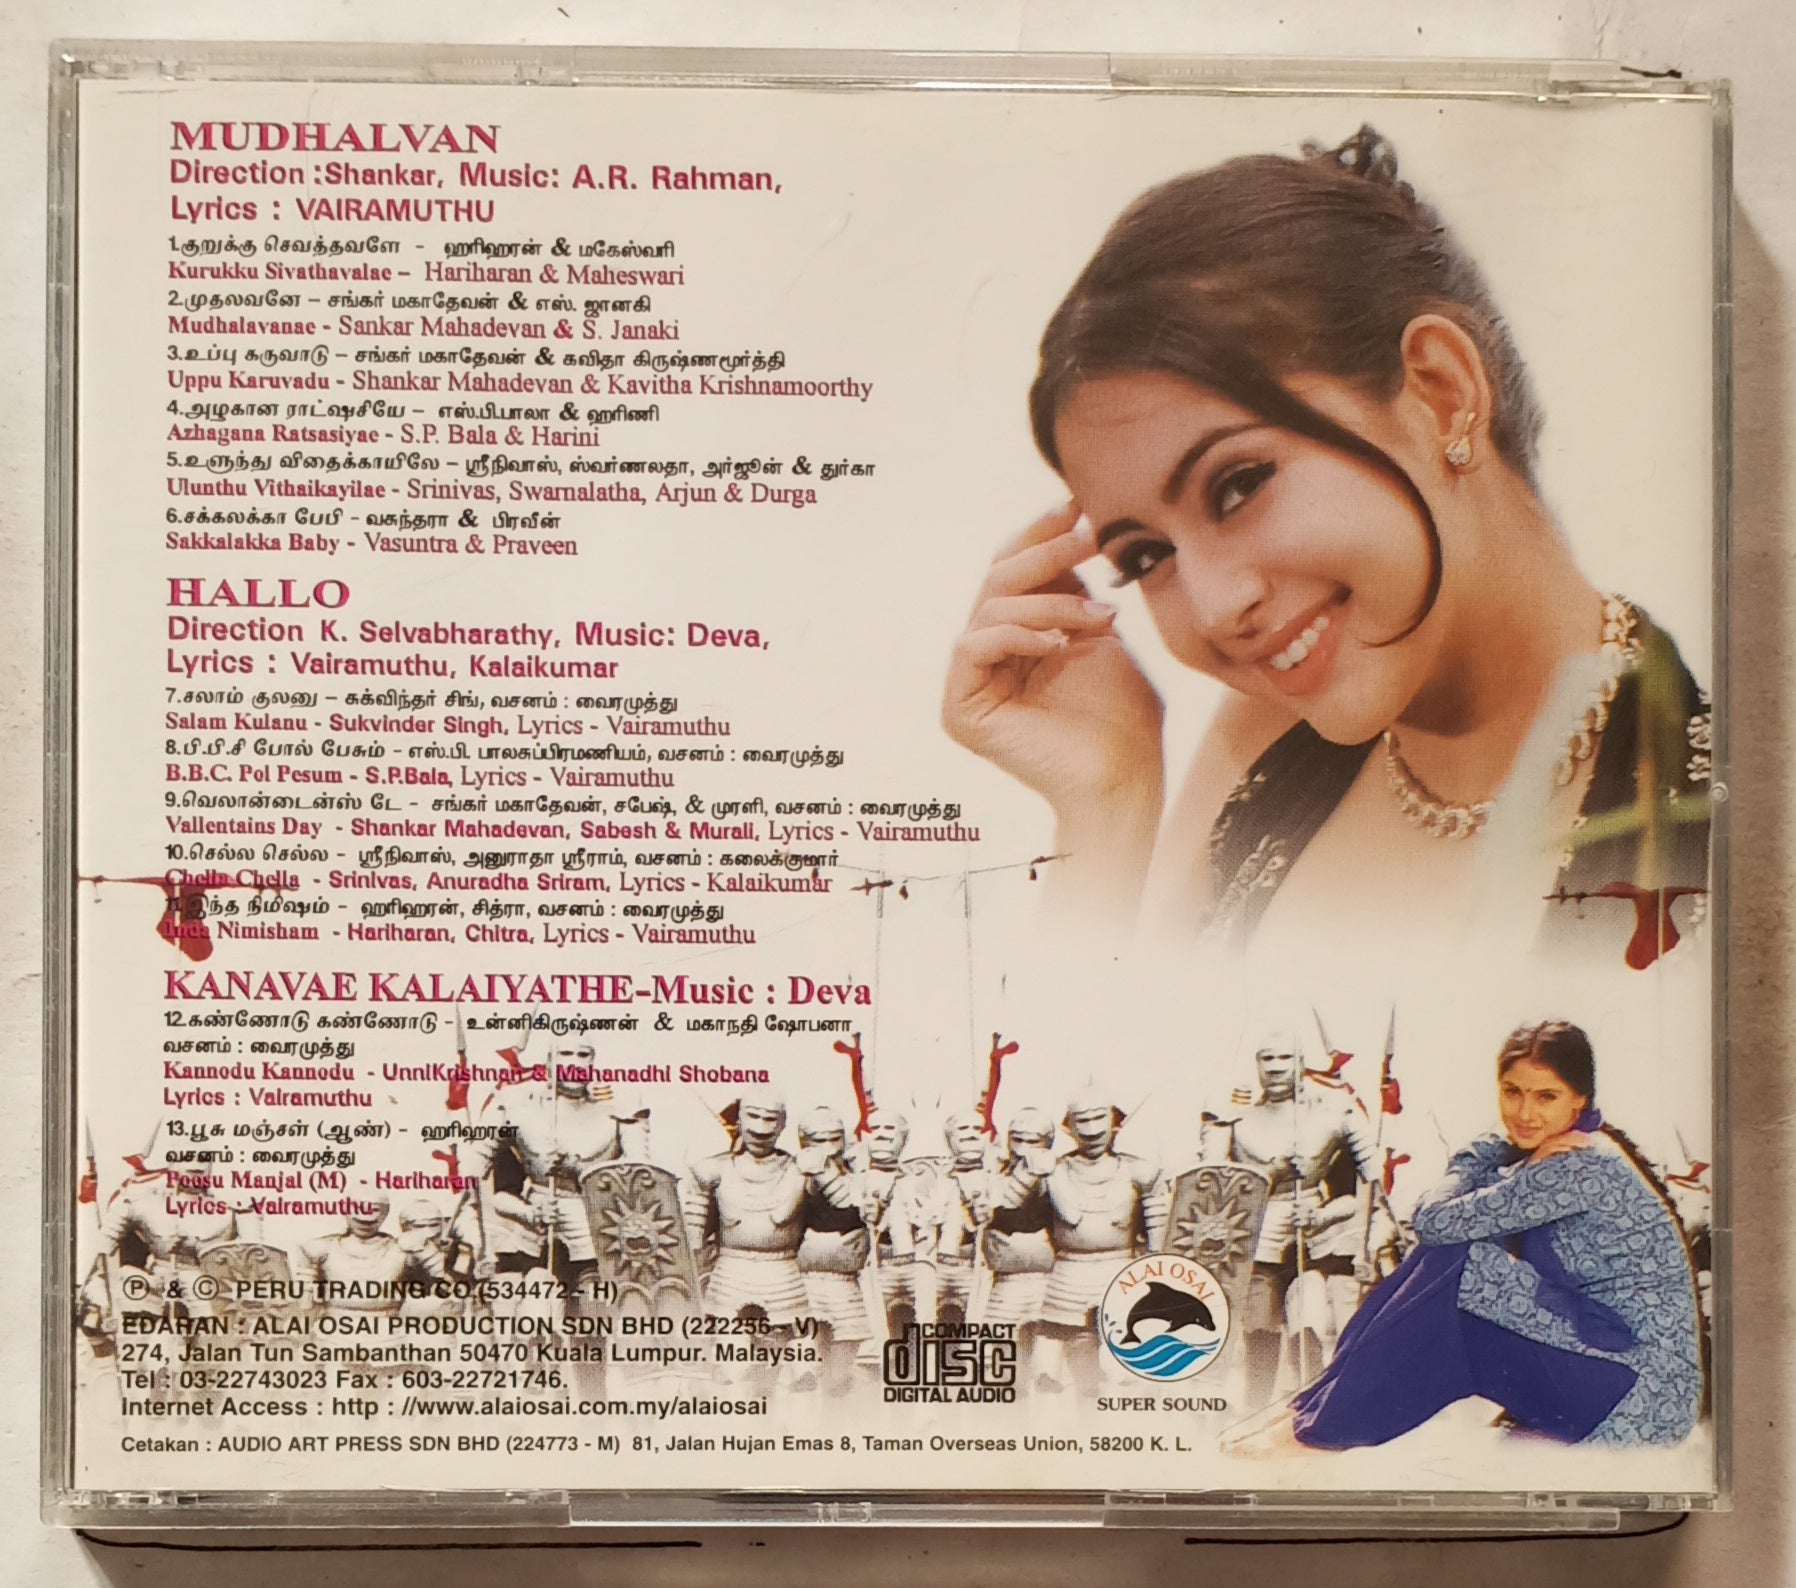 MUDHALVAN
Direction :Shankar, Music: A.R. Rahman,
Lyrics : VAIRAMUTHU
1.குறுக்கு செவத்தவளே - ஹரிஹரன் & மகேஸ்வரி
Kurukku Sivathavalae – Hariharan & Maheswari
2.முதலவனே – சங்கர் மகாதேவன் & எஸ். ஜானகி
Mudhalavanae - Sankar Mahadevan & S. Janaki
3.உப்பு கருவாடு – சங்கர் மகாதேவன் & கவிதா கிருஷ்ணமூர்த்தி
Uppu Karuvadu - Shankar Mahadevan & Kavitha Krishnamoorthy
4.அழகான ராட்ஷசியே – எஸ்.பி.பாலா & ஹரிணி
Azhagana Ratsasiyae - S.P. Bala & Harini
5.உளுந்து விதைக்காயிலே – ஸ்ரீநிவாஸ், ஸ்வர்ணலதா, அர்ஜூன் & துர்கா
Ulunthu Vithaikayilae - Srinivas, Swarnalatha, Arjun & Durga
6.சக்கலக்கா பேபி - வசுந்தரா & பிரவீன்
Sakkalakka Baby - Vasuntra & Praveen
HALLO
Direction K. Selvabharathy, Music: Deva,
Lyrics : Vairamuthu, Kalaikumar
7.சலாம் குலனு – சுக்விந்தர் சிங், வசனம் : வைரமுத்து
Salam Kulanu - Sukvinder Singh, Lyrics - Vairamuthu
8.பி.பி.சி போல் பேசும் - எஸ்.பி. பாலசுப்பிரமணியம், வசனம் : வைரமுத்து
B.B.C. Pol Pesum - S.P.Bala, Lyrics - Vairamuthu
9.வெலான்டைன்ஸ் டே - சங்கர் மகாதேவன், சபேஷ், & முரளி, வசனம் : வைரமுத்து
Vallentains Day - Shankar Mahadevan, Sabesh & Murali, Lyrics - Vairamuthu
10.செல்ல செல்ல - ஸ்ரீநிவாஸ், அனுராதா ஸ்ரீராம், வசனம் : கலைக்குமார்
Chella Chella - Srinivas, Anuradha Sriram, Lyrics - Kalaikumar
11.இந்த நிமிஷம் - ஹரிஹரன், சித்ரா, வசனம் : வைரமுத்து
Inda Nimisham - Hariharan, Chitra, Lyrics - Vairamuthu
KANAVAE KALAIYATHE-Music : Deva
12.கண்ணோடு கண்ணோடு - உன்னிகிருஷ்ணன் & மகாநதி ஷோபனா
வசனம் : வைரமுத்து
Kannodu Kannodu - UnniKrishnan & Mahanadhi Shobana
Lyrics : Vairamuthu
13.பூசு மஞ்சள் (ஆண்) - ஹரிஹரன்
வசனம் : வைரமுத்து
Poosu Manjal (M) - Hariharan
Lyrics : Vairamuthu
Ⓟ & © PERU TRADING CO.(534472 - H)
EDARAN : ALAI OSAI PRODUCTION SDN BHD (222256 - V)
274, Jalan Tun Sambanthan 50470 Kuala Lumpur. Malaysia.
Tel : 03-22743023 Fax : 603-22721746.
Internet Access : http : //www.alaiosai.com.my/alaiosai
COMPACT
disc
DIGITAL AUDIO
ALAI OSAI
SUPER SOUND
Cetakan : AUDIO ART PRESS SDN BHD (224773 - M) 81, Jalan Hujan Emas 8, Taman Overseas Union, 58200 K. L.